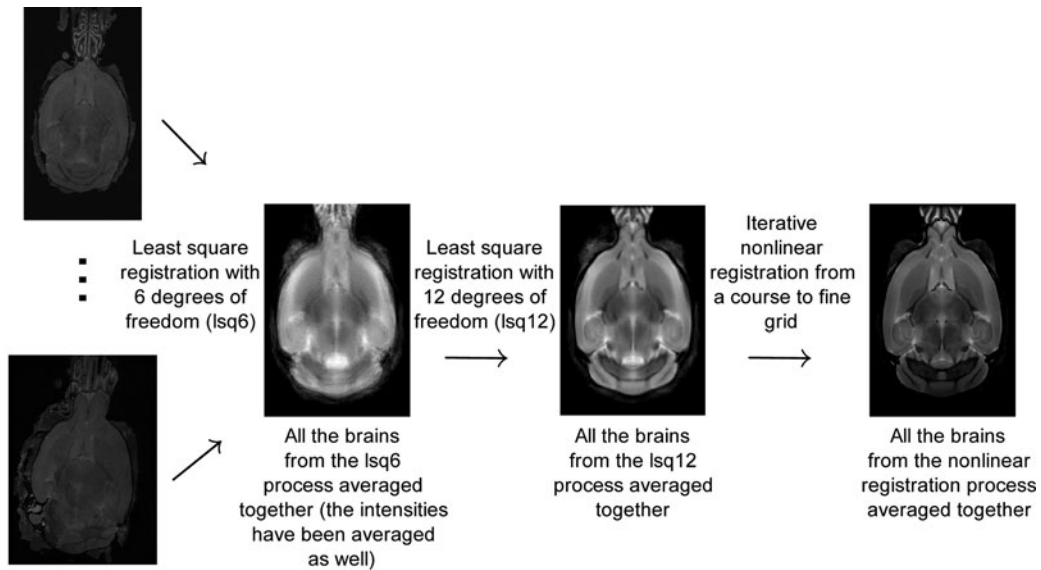 Least square
registration with
6 degrees of
freedom (lsq6)
Least square
registration with
12 degrees of
freedom (lsq12)
Iterative
nonlinear
registration from
a course to fine
grid
All the brains
from the lsq6
process averaged
together (the intensities
have been averaged
as well)
All the brains
from the lsq12
process averaged
together
All the brains
from the nonlinear
registration process
averaged together